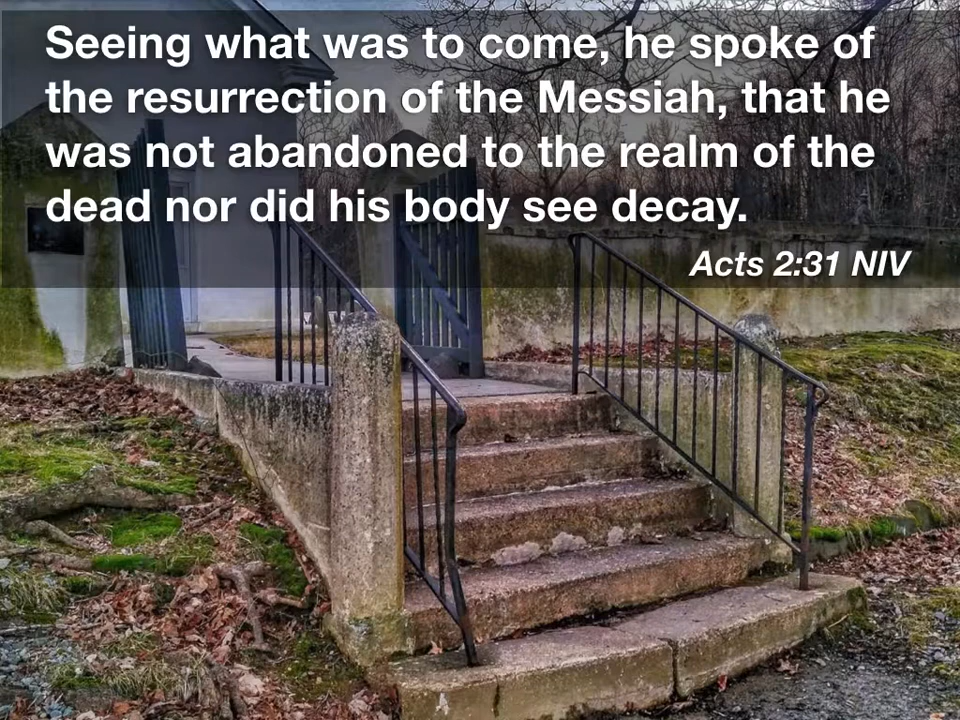 Seeing what was to come, he spoke of
the resurrection of the Messiah, that he
was not abandoned to the realm of the
dead nor did his body see decay.
Acts 2:31 NIV